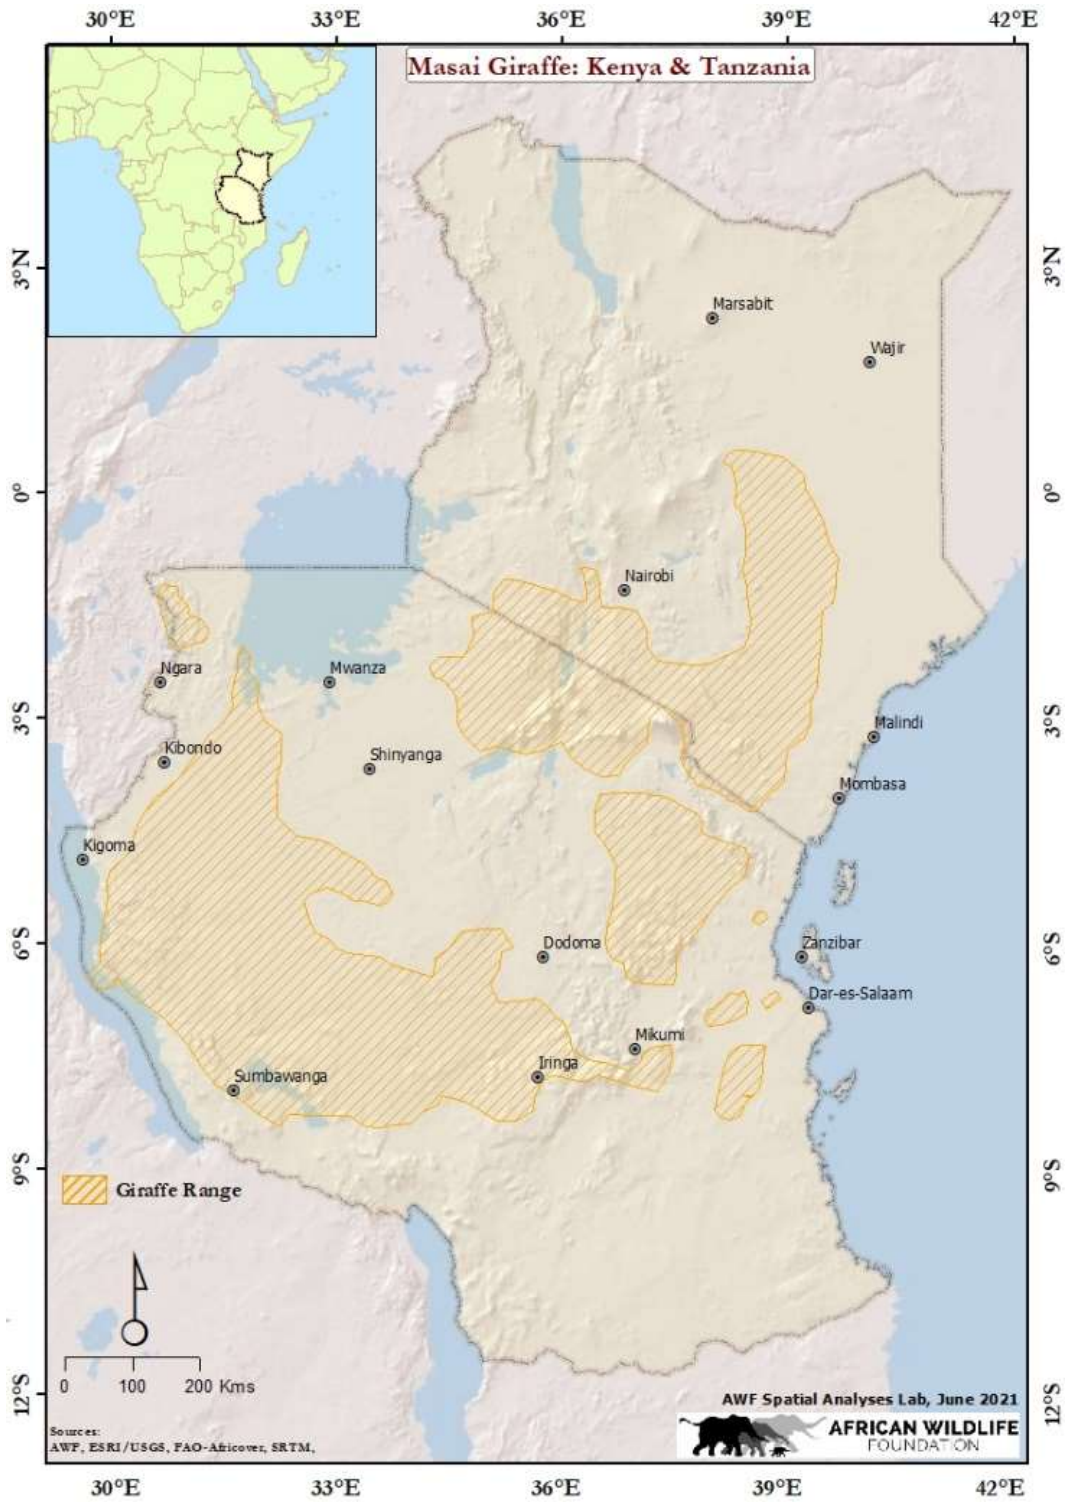 30°E 33°E 36°E 39°E 42°E
Masai Giraffe: Kenya & Tanzania
3°N 3°N
Marsabit
Wajir
0° 0°
Nairobi
Ngara
Mwanza
3°S 3°S
Malindi
Kibondo
Shinyanga
Mombasa
Kigoma
6°S 6°S
Dodoma
Zanzibar
Dar-es-Salaam
Mikumi
Iringa
Sumbawanga
9°S 9°S
Giraffe Range
0 100 200 Kms
12°S 12°S
AWF Spatial Analyses Lab, June 2021
AFRICAN WILDLIFE
FOUNDATION
Sources:
AWF, ESRI/USGS, FAO-Africover, SRTM,
30°E 33°E 36°E 39°E 42°E